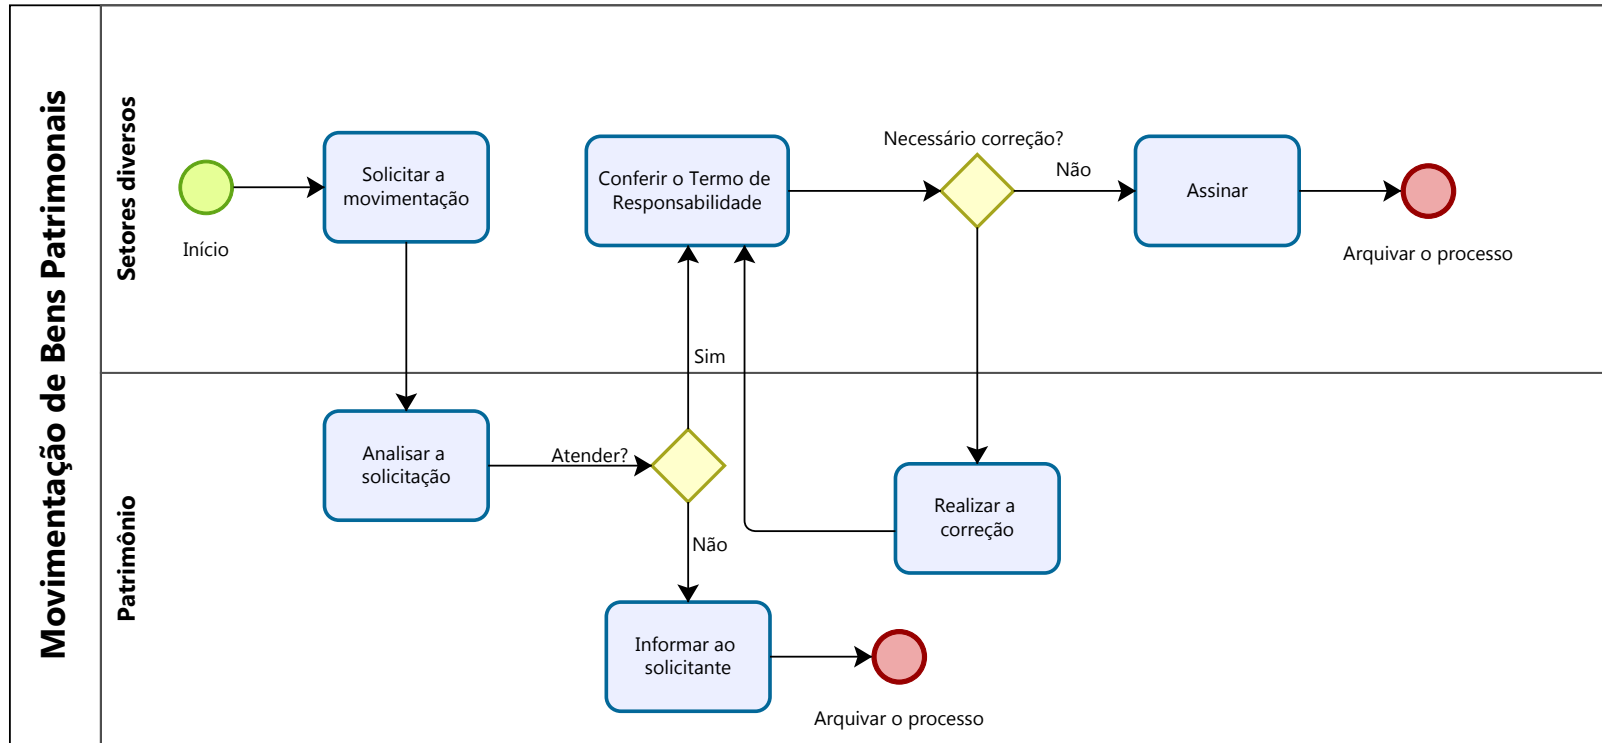 Movimentação de Bens Patrimonais
Setores diversos
Início
Solicitar a
movimentação
Conferir o Termo de
Responsabilidade
Necessário correção?
Não
Assinar
Arquivar o processo
Sim
Patrimônio
Analisar a
solicitação
Atender?
Não
Realizar a
correção
Informar ao
solicitante
Arquivar o processo